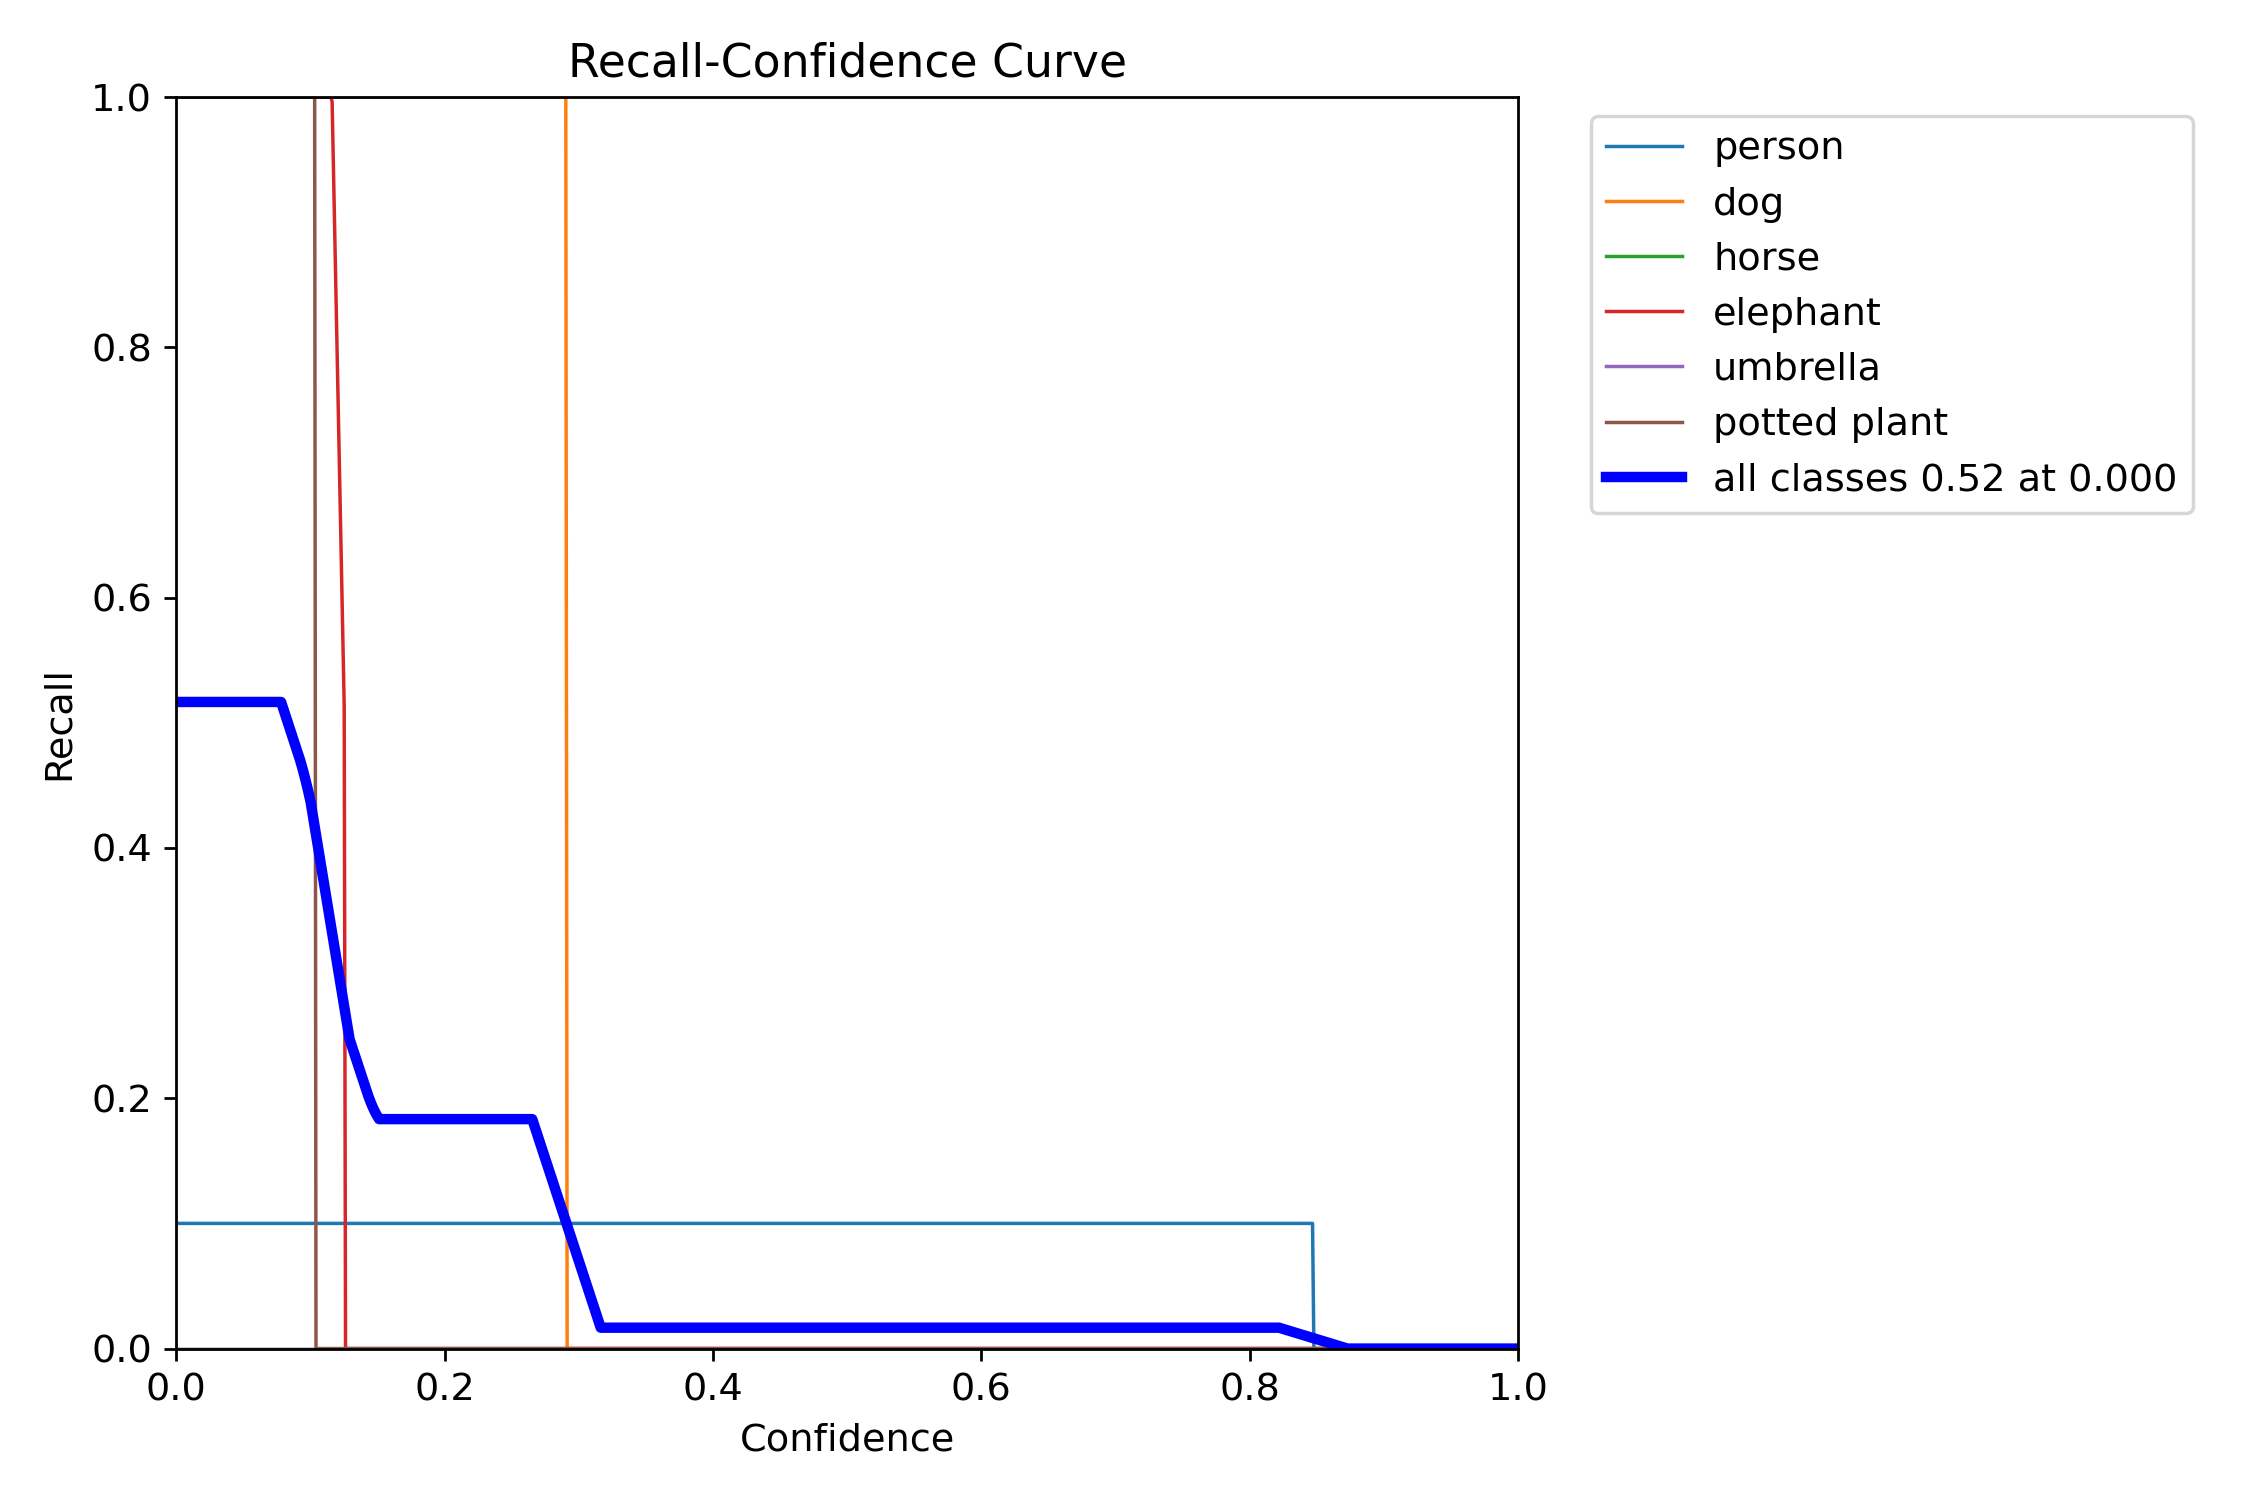 Recall-Confidence Curve
1.0
0.8
0.6
0.4
0.2
0.0
Recall
0.0 0.2 0.4 0.6 0.8 1.0
Confidence
person
dog
horse
elephant
umbrella
potted plant
all classes 0.52 at 0.000